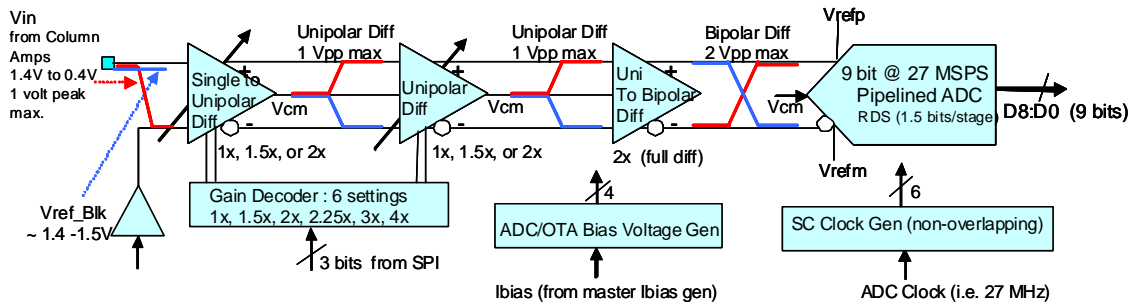 Vin
from Column
Amps
1.4V to 0.4V
1 volt peak
max.
Single to
Unipolar
Diff
+
-
Vcm
1x, 1.5x, or 2x
Unipolar Diff
1 Vpp max
Unipolar
Diff
+
-
Vcm
1x, 1.5x, or 2x
Unipolar Diff
1 Vpp max
Uni
To Bipolar
Diff
+
-
2x (full diff)
Bipolar Diff
2 Vpp max
Vrefp
Vcm
9 bit @ 27 MSPS
Pipelined ADC
RDS (1.5 bits/stage)
Vrefm
D8:D0 (9 bits)
Vref_Blk
~ 1.4 -1.5V
Gain Decoder : 6 settings
1x, 1.5x, 2x, 2.25x, 3x, 4x
3 bits from SPI
4
ADC/OTA Bias Voltage Gen
Ibias (from master Ibias gen)
6
SC Clock Gen (non-overlapping)
ADC Clock (i.e. 27 MHz)